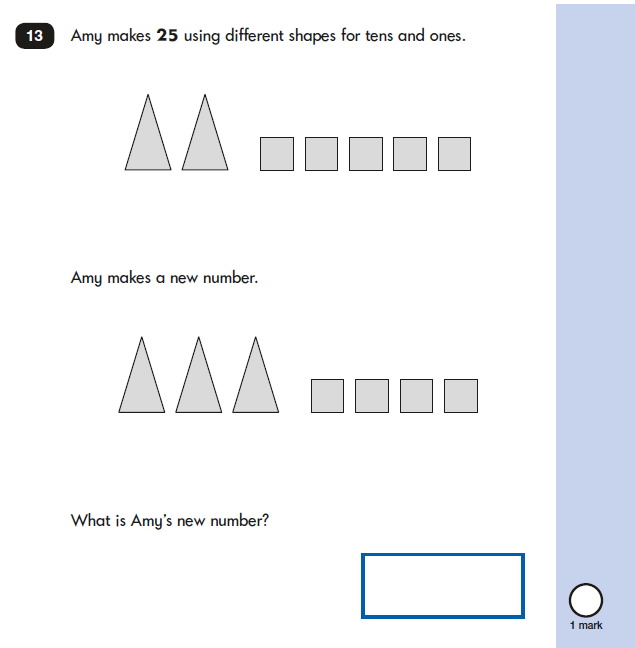 13 Amy makes 25 using different shapes for tens and ones.
Amy makes a new number.
What is Amy's new number?
1 mark